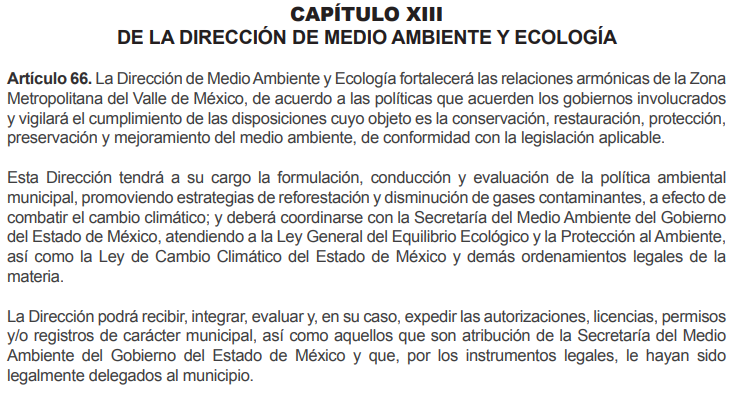 CAPÍTULO XIII
DE LA DIRECCIÓN DE MEDIO AMBIENTE Y ECOLOGÍA
Artículo 66. La Dirección de Medio Ambiente y Ecología fortalecerá las relaciones armónicas de la Zona
Metropolitana del Valle de México, de acuerdo a las políticas que acuerden los gobiernos involucrados
y vigilará el cumplimiento de las disposiciones cuyo objeto es la conservación, restauración, protección,
preservación y mejoramiento del medio ambiente, de conformidad con la legislación aplicable.
Esta Dirección tendrá a su cargo la formulación, conducción y evaluación de la política ambiental
municipal, promoviendo estrategias de reforestación y disminución de gases contaminantes, a efecto de
combatir el cambio climático; y deberá coordinarse con la Secretaría del Medio Ambiente del Gobierno
del Estado de México, atendiendo a la Ley General del Equilibrio Ecológico y la Protección al Ambiente,
así como la Ley de Cambio Climático del Estado de México y demás ordenamientos legales de la
materia.
La Dirección podrá recibir, integrar, evaluar y, en su caso, expedir las autorizaciones, licencias, permisos
y/o registros de carácter municipal, así como aquellos que son atribución de la Secretaría del Medio
Ambiente del Gobierno del Estado de México y que, por los instrumentos legales, le hayan sido
legalmente delegados al municipio.